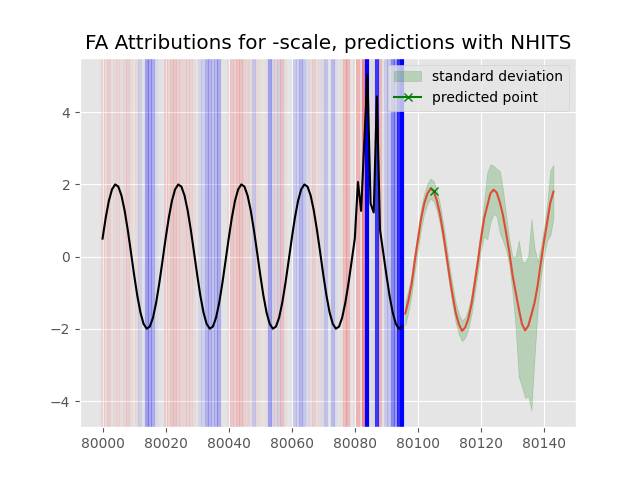 FA Attributions for -scale, predictions with NHITS
standard deviation
predicted point
4
2
0
−2
−4
80000 80020 80040 80060 80080 80100 80120 80140